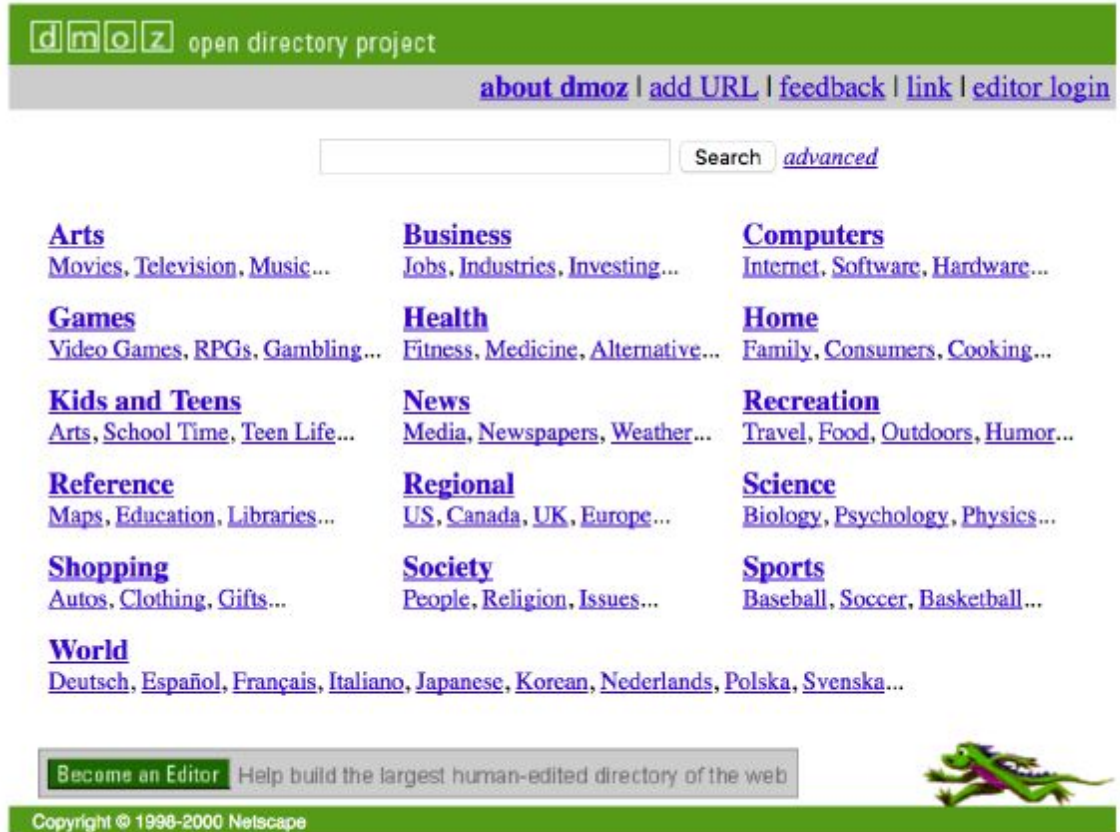 dmoz open directory project
about dmoz | add URL | feedback | link | editor login
Search advanced
Arts Business Computers
Movies, Television, Music... Jobs, Industries, Investing... Internet, Software, Hardware...
Games Health Home
Video Games, RPGs, Gambling... Fitness, Medicine, Alternative... Family, Consumers, Cooking...
Kids and Teens News Recreation
Arts, School Time, Teen Life... Media, Newspapers, Weather... Travel, Food, Outdoors, Humor...
Reference Regional Science
Maps, Education, Libraries... US, Canada, UK, Europe... Biology, Psychology, Physics...
Shopping Society Sports
Autos, Clothing, Gifts... People, Religion, Issues... Baseball, Soccer, Basketball...
World
Deutsch, Español, Français, Italiano, Japanese, Korean, Nederlands, Polska, Svenska...
Become an Editor Help build the largest human-edited directory of the web
Copyright © 1998-2000 Netscape